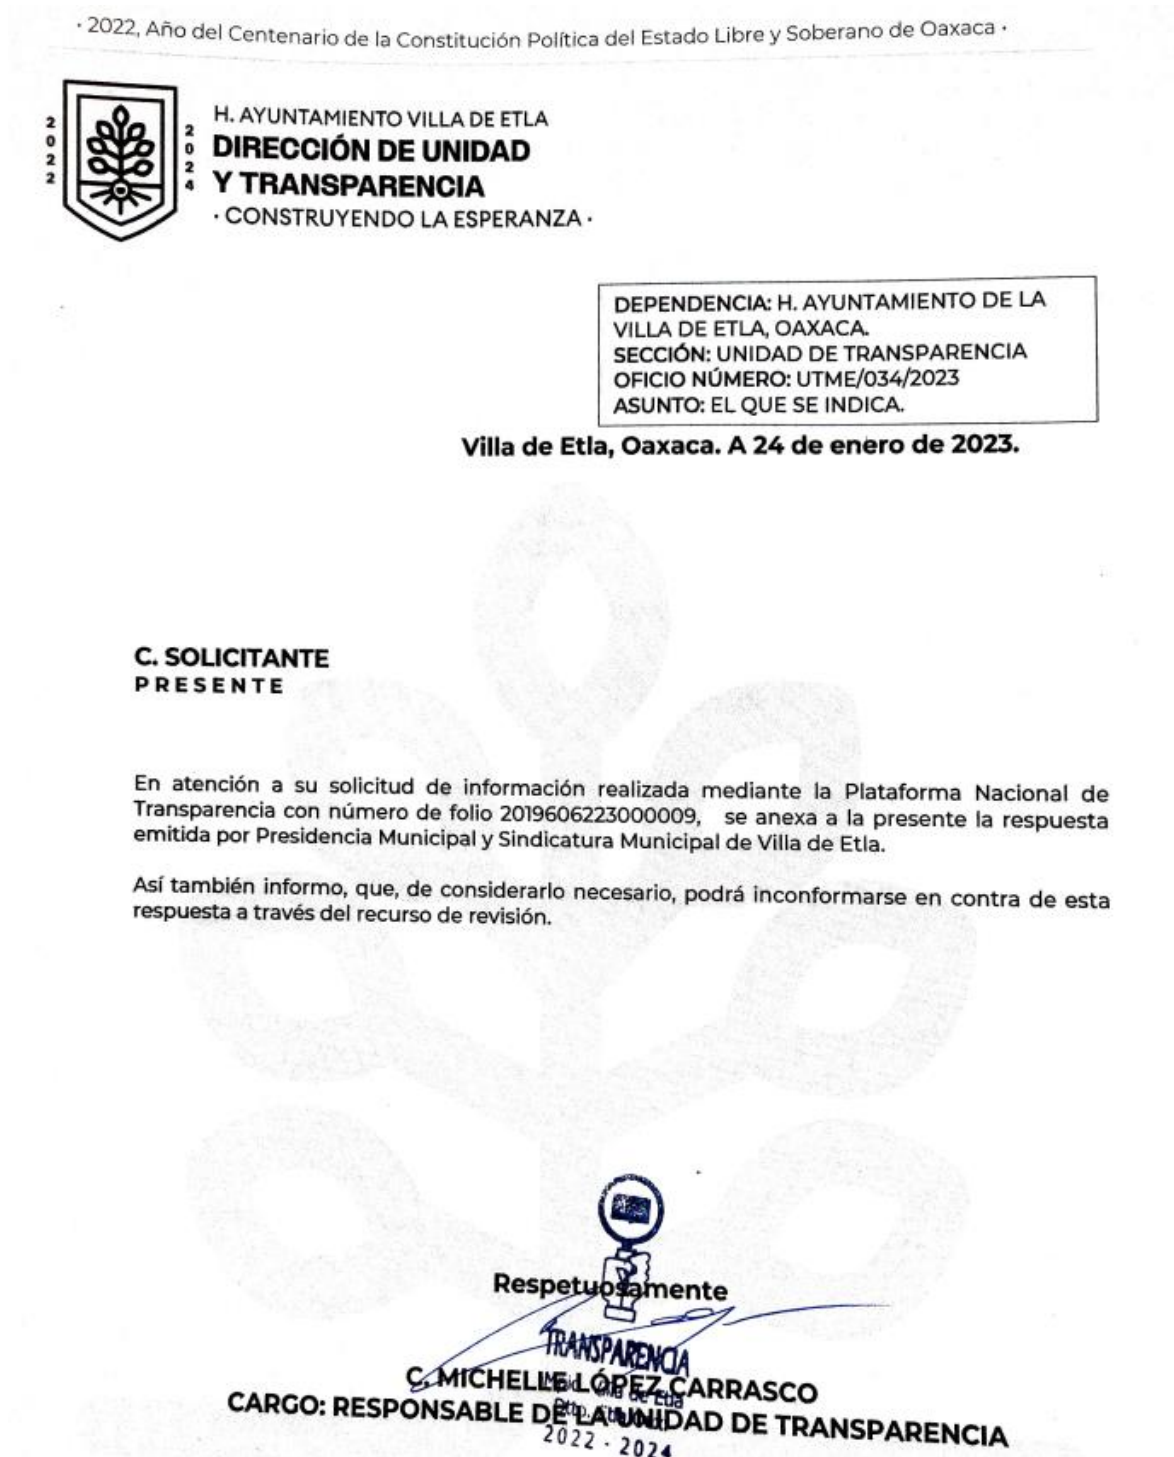 · 2022, Año del Centenario de la Constitución Política del Estado Libre y Soberano de Oaxaca ·
2022
2024
H. AYUNTAMIENTO VILLA DE ETLA
DIRECCIÓN DE UNIDAD
Y TRANSPARENCIA
· CONSTRUYENDO LA ESPERANZA ·
DEPENDENCIA: H. AYUNTAMIENTO DE LA
VILLA DE ETLA, OAXACA.
SECCIÓN: UNIDAD DE TRANSPARENCIA
OFICIO NÚMERO: UTME/034/2023
ASUNTO: EL QUE SE INDICA.
Villa de Etla, Oaxaca. A 24 de enero de 2023.
C. SOLICITANTE
PRESENTE
En atención a su solicitud de información realizada mediante la Plataforma Nacional de
Transparencia con número de folio 2019606223000009, se anexa a la presente la respuesta
emitida por Presidencia Municipal y Sindicatura Municipal de Villa de Etla.
Así también informo, que, de considerarlo necesario, podrá inconformarse en contra de esta
respuesta a través del recurso de revisión.
Respetuosamente
TRANSPARENCIA
C. MICHELLE LÓPEZ CARRASCO
Villa de Etla
CARGO: RESPONSABLE DE LA UNIDAD DE TRANSPARENCIA
2022 - 2024